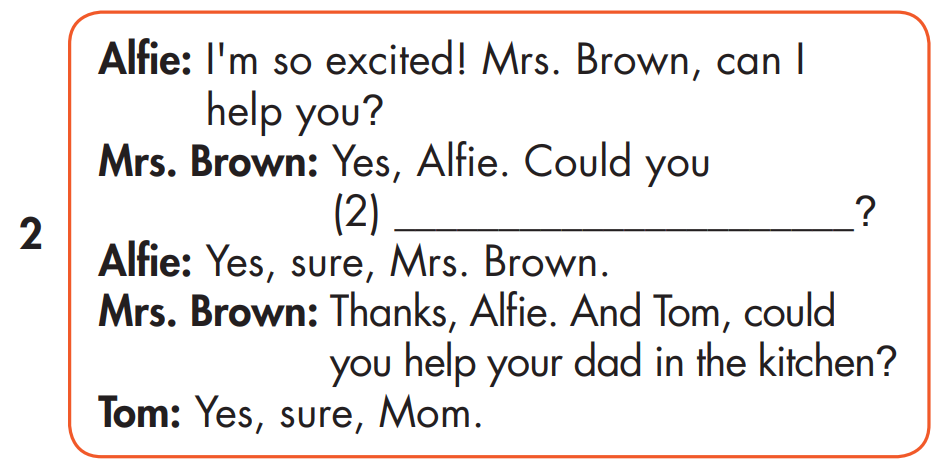 Alfie: I'm so excited! Mrs. Brown, can I
help you?
Mrs. Brown: Yes, Alfie. Could you
(2) ______________________?
2
Alfie: Yes, sure, Mrs. Brown.
Mrs. Brown: Thanks, Alfie. And Tom, could
you help your dad in the kitchen?
Tom: Yes, sure, Mom.